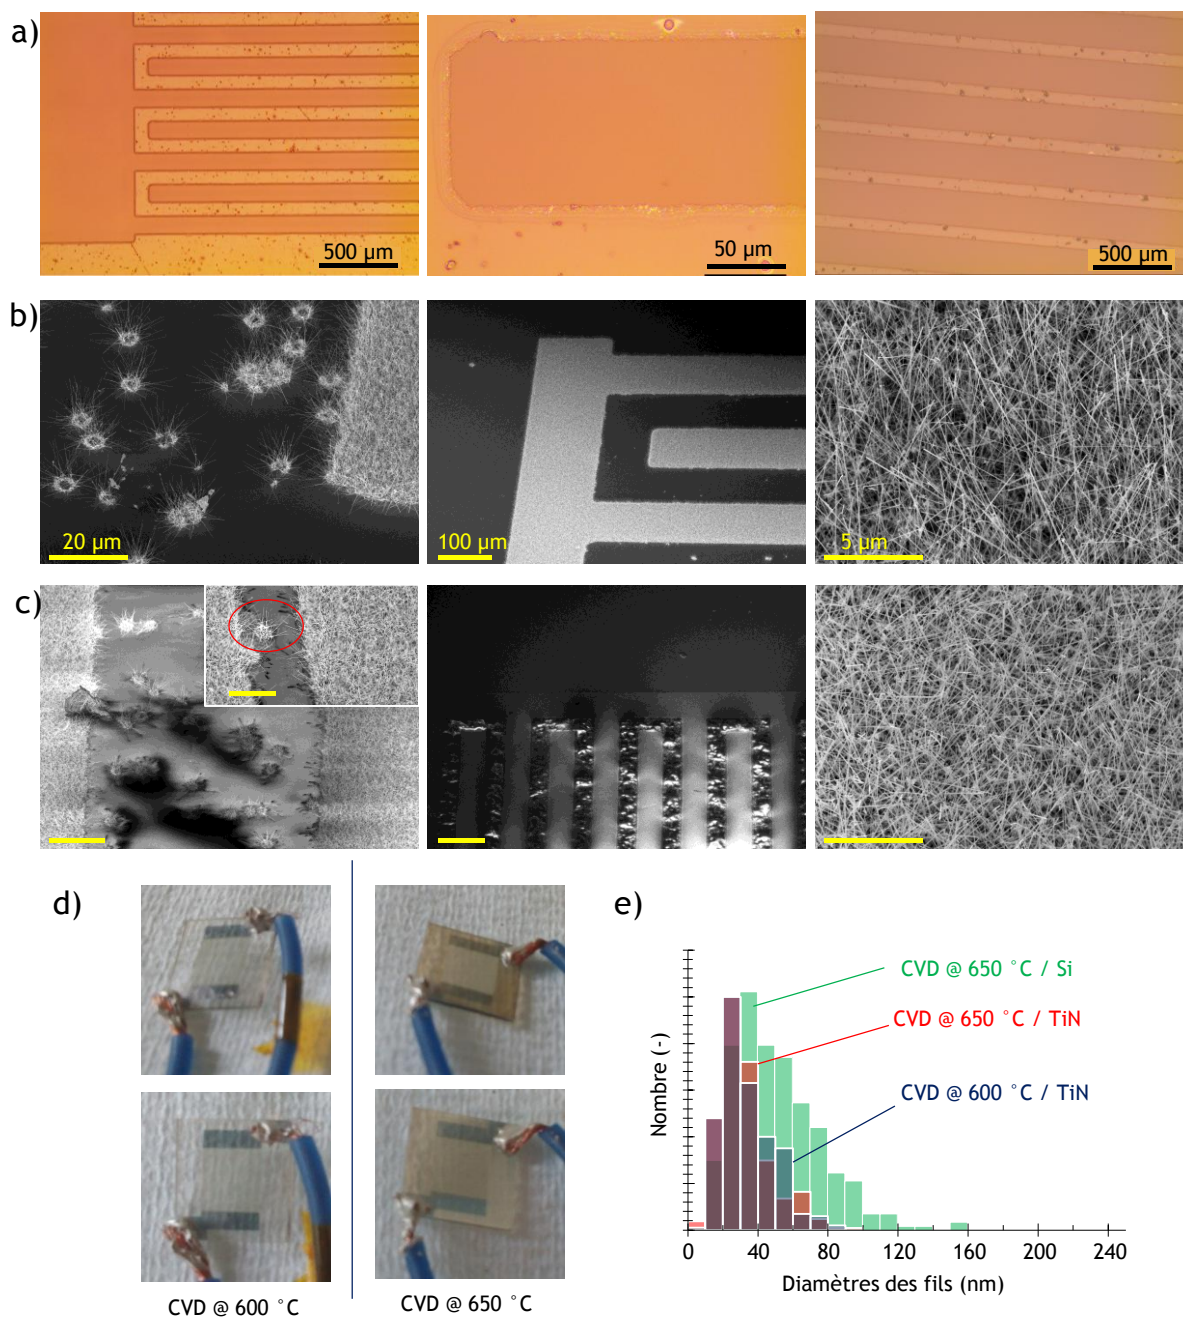 a)
500 µm
50 µm
500 µm
b)
20 µm
100 µm
5 µm
c)
d)
CVD @ 600 °C
CVD @ 650 °C
e)
CVD @ 650 °C / Si
CVD @ 650 °C / TiN
CVD @ 600 °C / TiN
Nombre (-)
0 40 80 120 160 200 240
Diamètres des fils (nm)